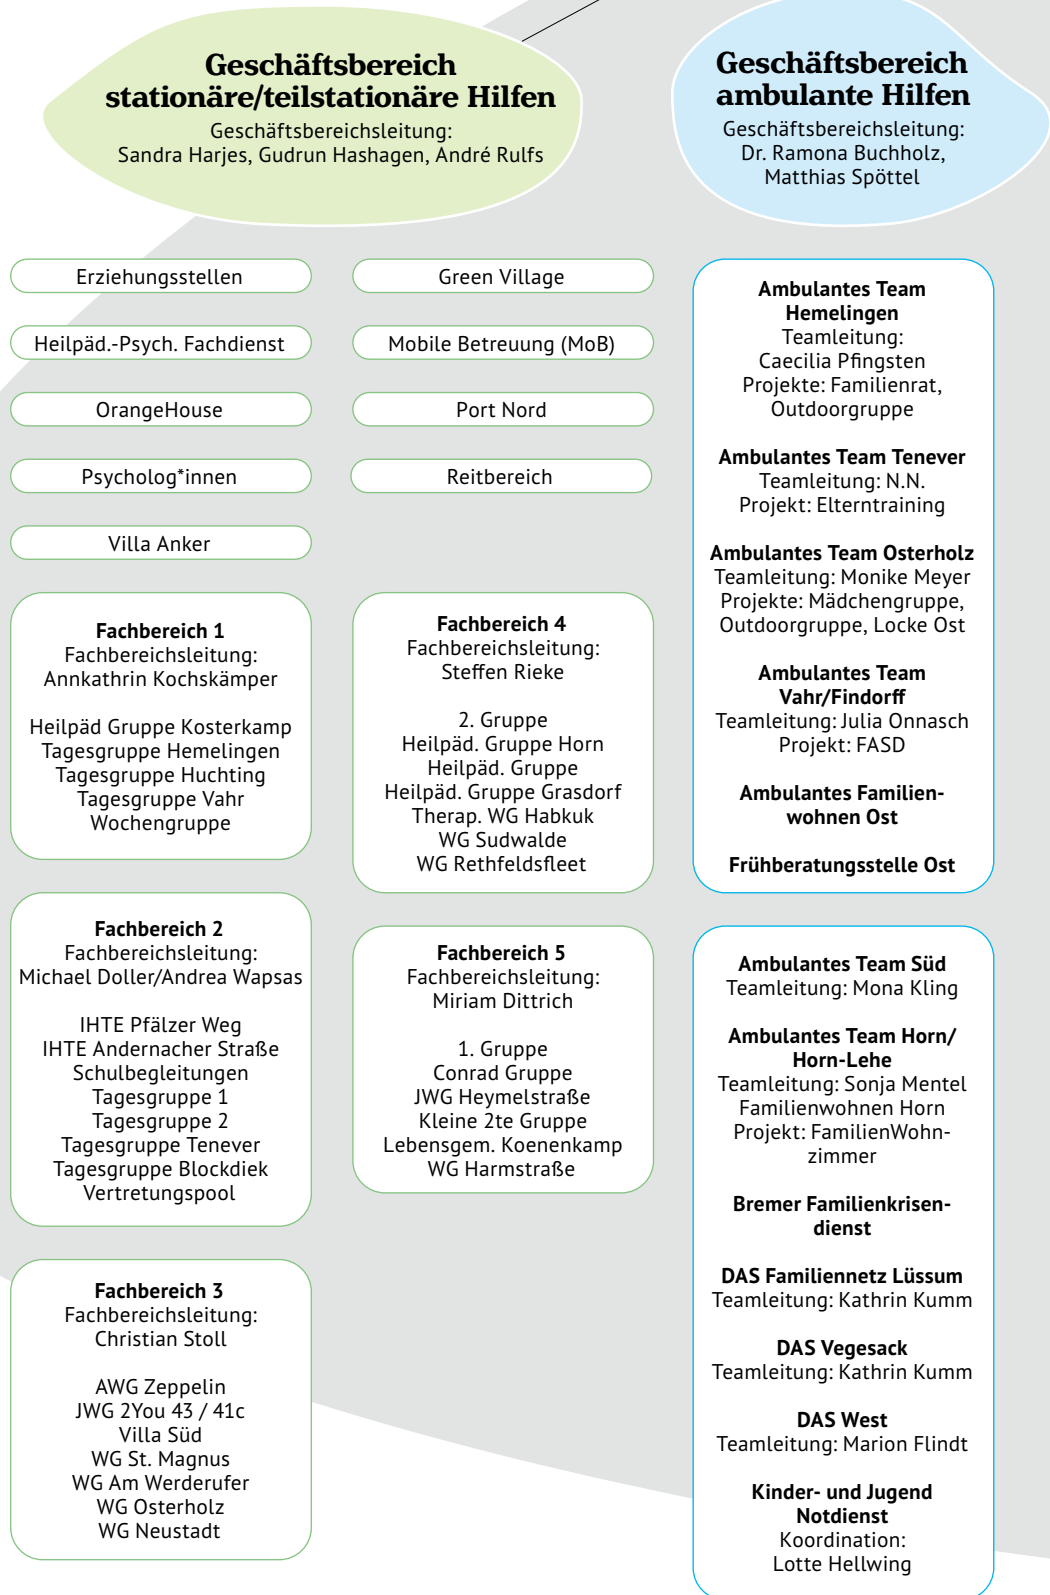 Geschäftsbereich
stationäre/teilstationäre Hilfen
Geschäftsbereichsleitung:
Sandra Harjes, Gudrun Hashagen, André Rulfs
Erziehungsstellen
Heilpäd.-Psych. Fachdienst
OrangeHouse
Psycholog*innen
Villa Anker
Green Village
Mobile Betreuung (MoB)
Port Nord
Reitbereich
Fachbereich 1
Fachbereichsleitung:
Annkathrin Kochskämper
Heilpäd Gruppe Kosterkamp
Tagesgruppe Hemelingen
Tagesgruppe Huchting
Tagesgruppe Vahr
Wochengruppe
Fachbereich 2
Fachbereichsleitung:
Michael Doller/Andrea Wapsas
IHTE Pfälzer Weg
IHTE Andernacher Straße
Schulbegleitungen
Tagesgruppe 1
Tagesgruppe 2
Tagesgruppe Tenever
Tagesgruppe Blockdiek
Vertretungspool
Fachbereich 3
Fachbereichsleitung:
Christian Stoll
AWG Zeppelin
JWG 2You 43 / 41c
Villa Süd
WG St. Magnus
WG Am Werderufer
WG Osterholz
WG Neustadt
Fachbereich 4
Fachbereichsleitung:
Steffen Rieke
2. Gruppe
Heilpäd. Gruppe Horn
Heilpäd. Gruppe
Heilpäd. Gruppe Grasdorf
Therap. WG Habkuk
WG Sudwalde
WG Rethfeldsfleet
Fachbereich 5
Fachbereichsleitung:
Miriam Dittrich
1. Gruppe
Conrad Gruppe
JWG Heymelstraße
Kleine 2te Gruppe
Lebensgem. Koenenkamp
WG Harmstraße
Geschäftsbereich
ambulante Hilfen
Geschäftsbereichsleitung:
Dr. Ramona Buchholz,
Matthias Spöttel
Ambulantes Team
Hemelingen
Teamleitung:
Caecilia Pfingsten
Projekte: Familienrat,
Outdoorgruppe
Ambulantes Team Tenever
Teamleitung: N.N.
Projekt: Elterntraining
Ambulantes Team Osterholz
Teamleitung: Monike Meyer
Projekte: Mädchengruppe,
Outdoorgruppe, Locke Ost
Ambulantes Team
Vahr/Findorff
Teamleitung: Julia Onnasch
Projekt: FASD
Ambulantes Familien-
wohnen Ost
Frühberatungsstelle Ost
Ambulantes Team Süd
Teamleitung: Mona Kling
Ambulantes Team Horn/
Horn-Lehe
Teamleitung: Sonja Mentel
Familienwohnen Horn
Projekt: FamilienWohn-
zimmer
Bremer Familienkrisen-
dienst
DAS Familiennetz Lüssum
Teamleitung: Kathrin Kumm
DAS Vegesack
Teamleitung: Kathrin Kumm
DAS West
Teamleitung: Marion Flindt
Kinder- und Jugend
Notdienst
Koordination:
Lotte Hellwing